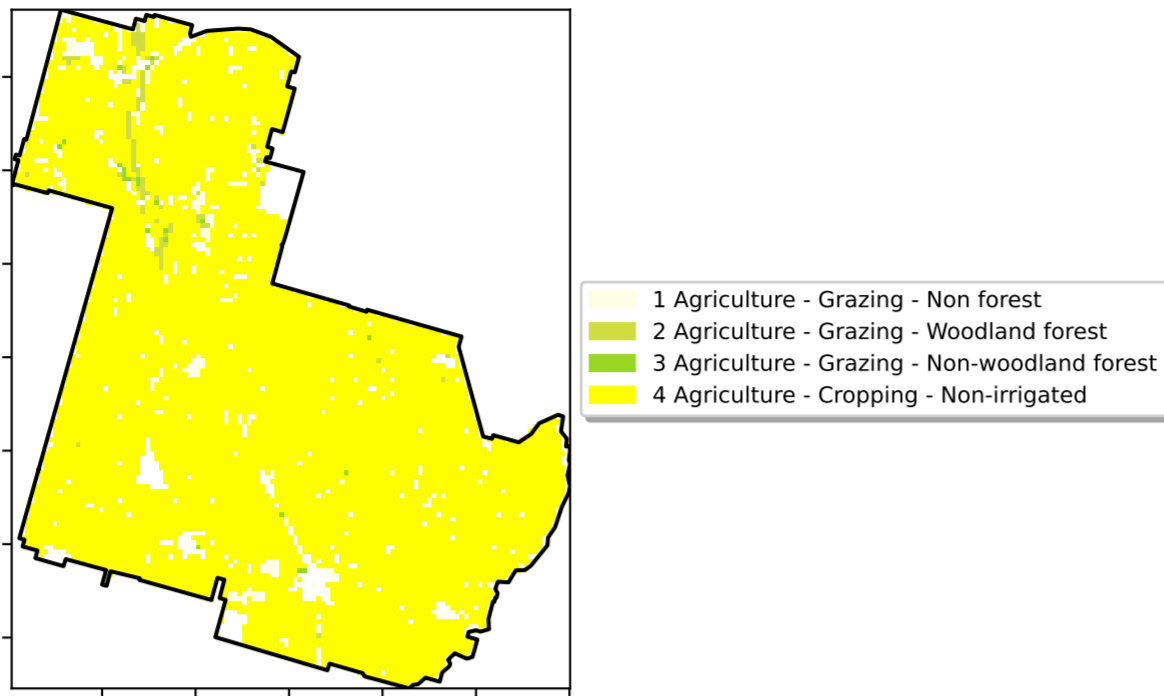 1 Agriculture - Grazing - Non forest
2 Agriculture - Grazing - Woodland forest
3 Agriculture - Grazing - Non-woodland forest
4 Agriculture - Cropping - Non-irrigated